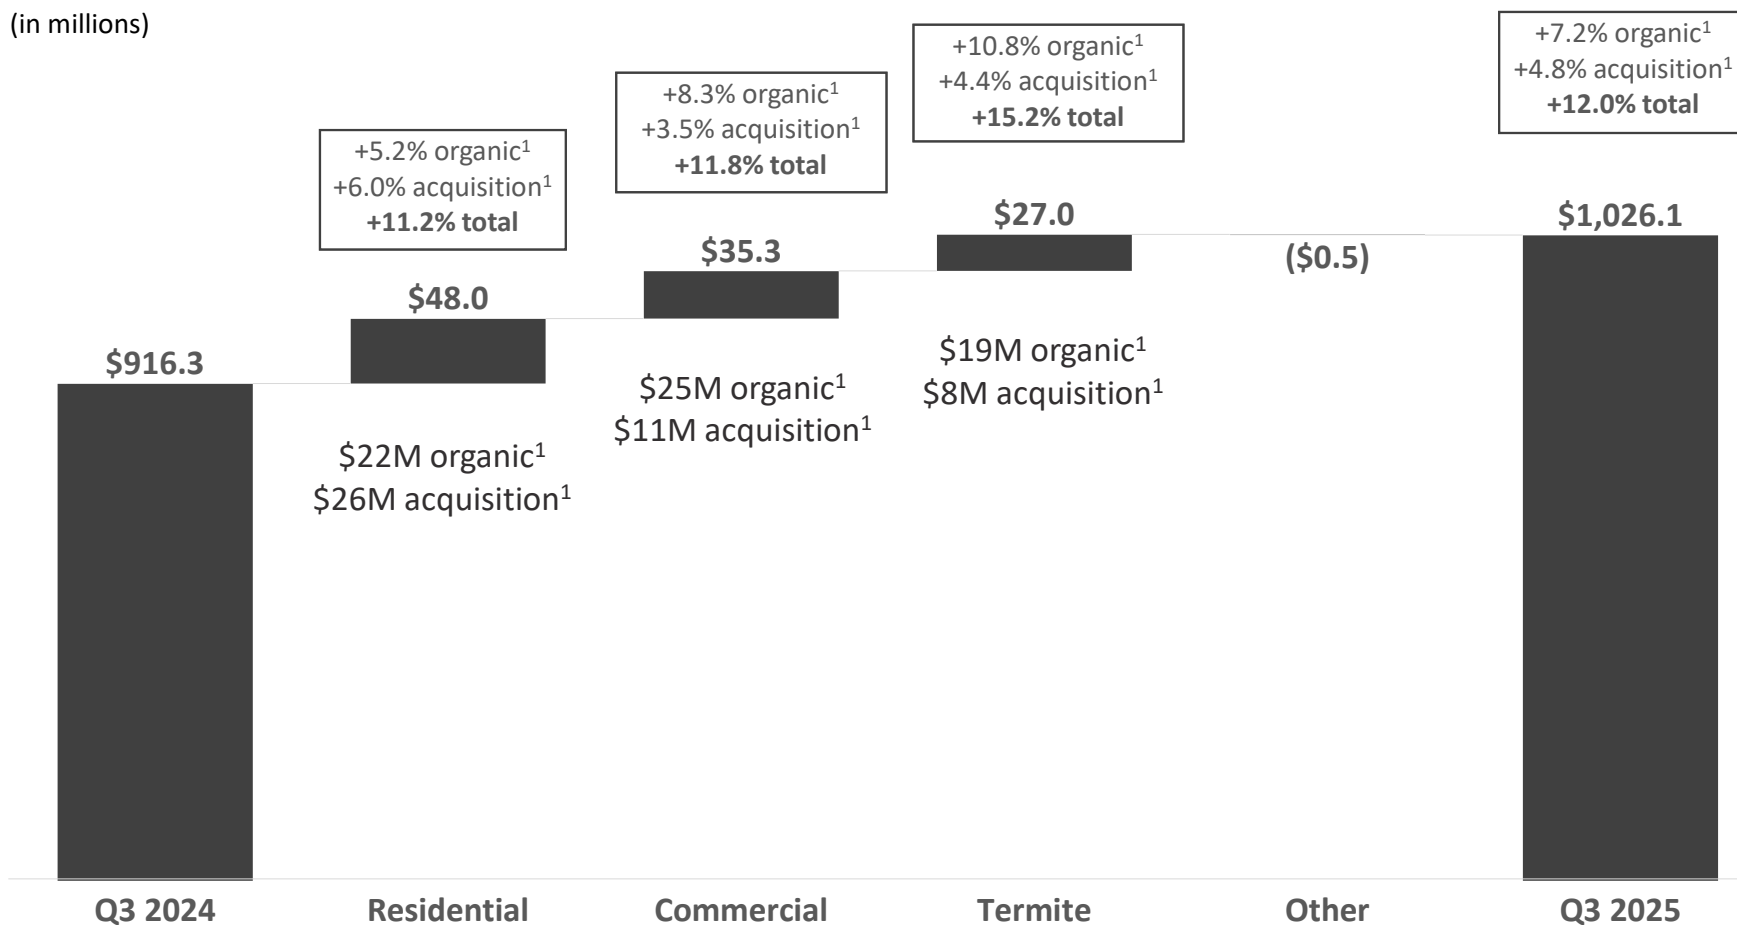 (in millions)
+5.2% organic¹
+6.0% acquisition¹
+11.2% total
+8.3% organic¹
+3.5% acquisition¹
+11.8% total
+10.8% organic¹
+4.4% acquisition¹
+15.2% total
+7.2% organic¹
+4.8% acquisition¹
+12.0% total
$916.3
$48.0
$35.3
$27.0
($0.5)
$1,026.1
$22M organic¹
$26M acquisition¹
$25M organic¹
$11M acquisition¹
$19M organic¹
$8M acquisition¹
Q3 2024
Residential
Commercial
Termite
Other
Q3 2025